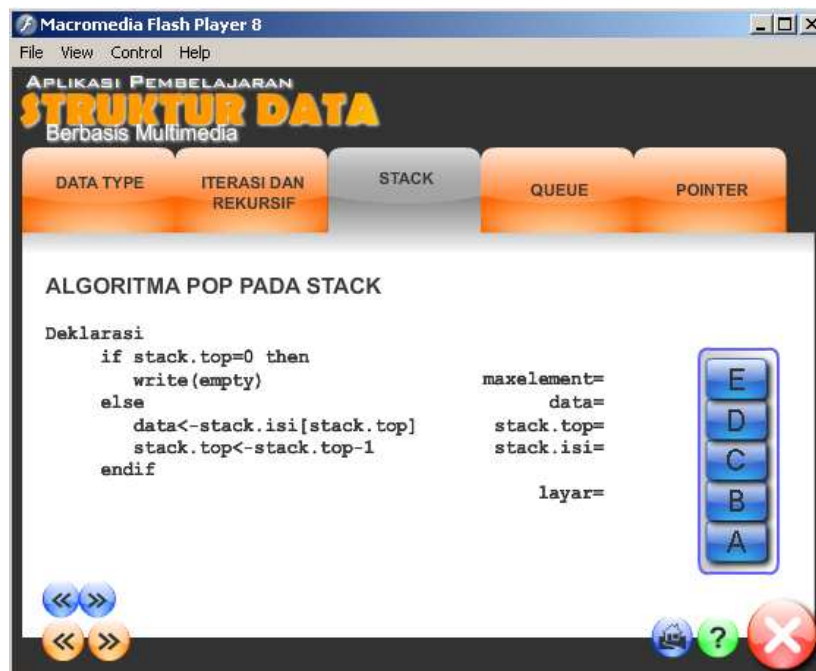 Macromedia Flash Player 8
File View Control Help
APLIKASI PEMBELAJARAN
STRUKTUR DATA
Berbasis Multimedia
DATA TYPE
ITERASI DAN
REKURSIF
STACK
QUEUE
POINTER
ALGORITMA POP PADA STACK
Deklarasi
if stack.top=0 then
write(empty)
else
data<-stack.isi[stack.top]
stack.top<-stack.top-1
endif
maxelement=
data=
stack.top=
stack.isi=
layar=
E
D
C
B
A
?